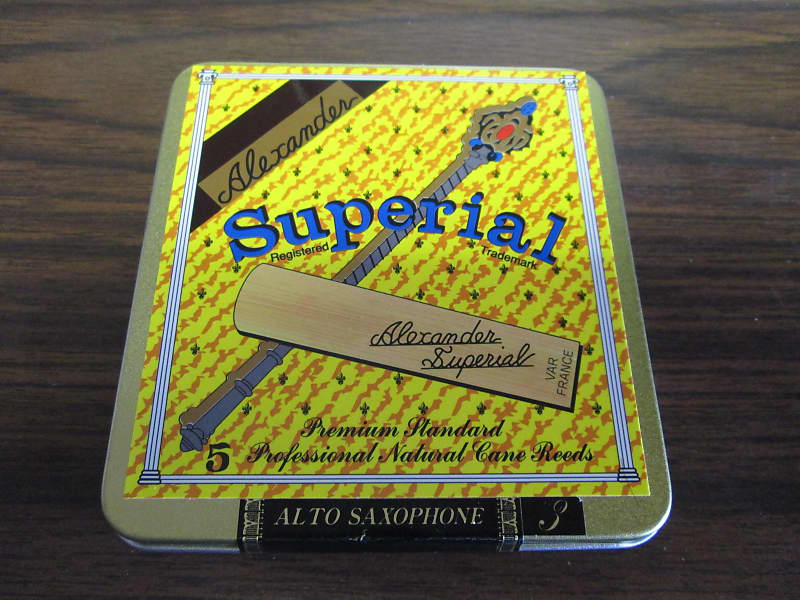 Alexander
Superial
Registered Trademark
Alexander
Superial
VAR
FRANCE
Premium Standard
5 Professional Natural Cane Reeds
ALTO SAXOPHONE 3